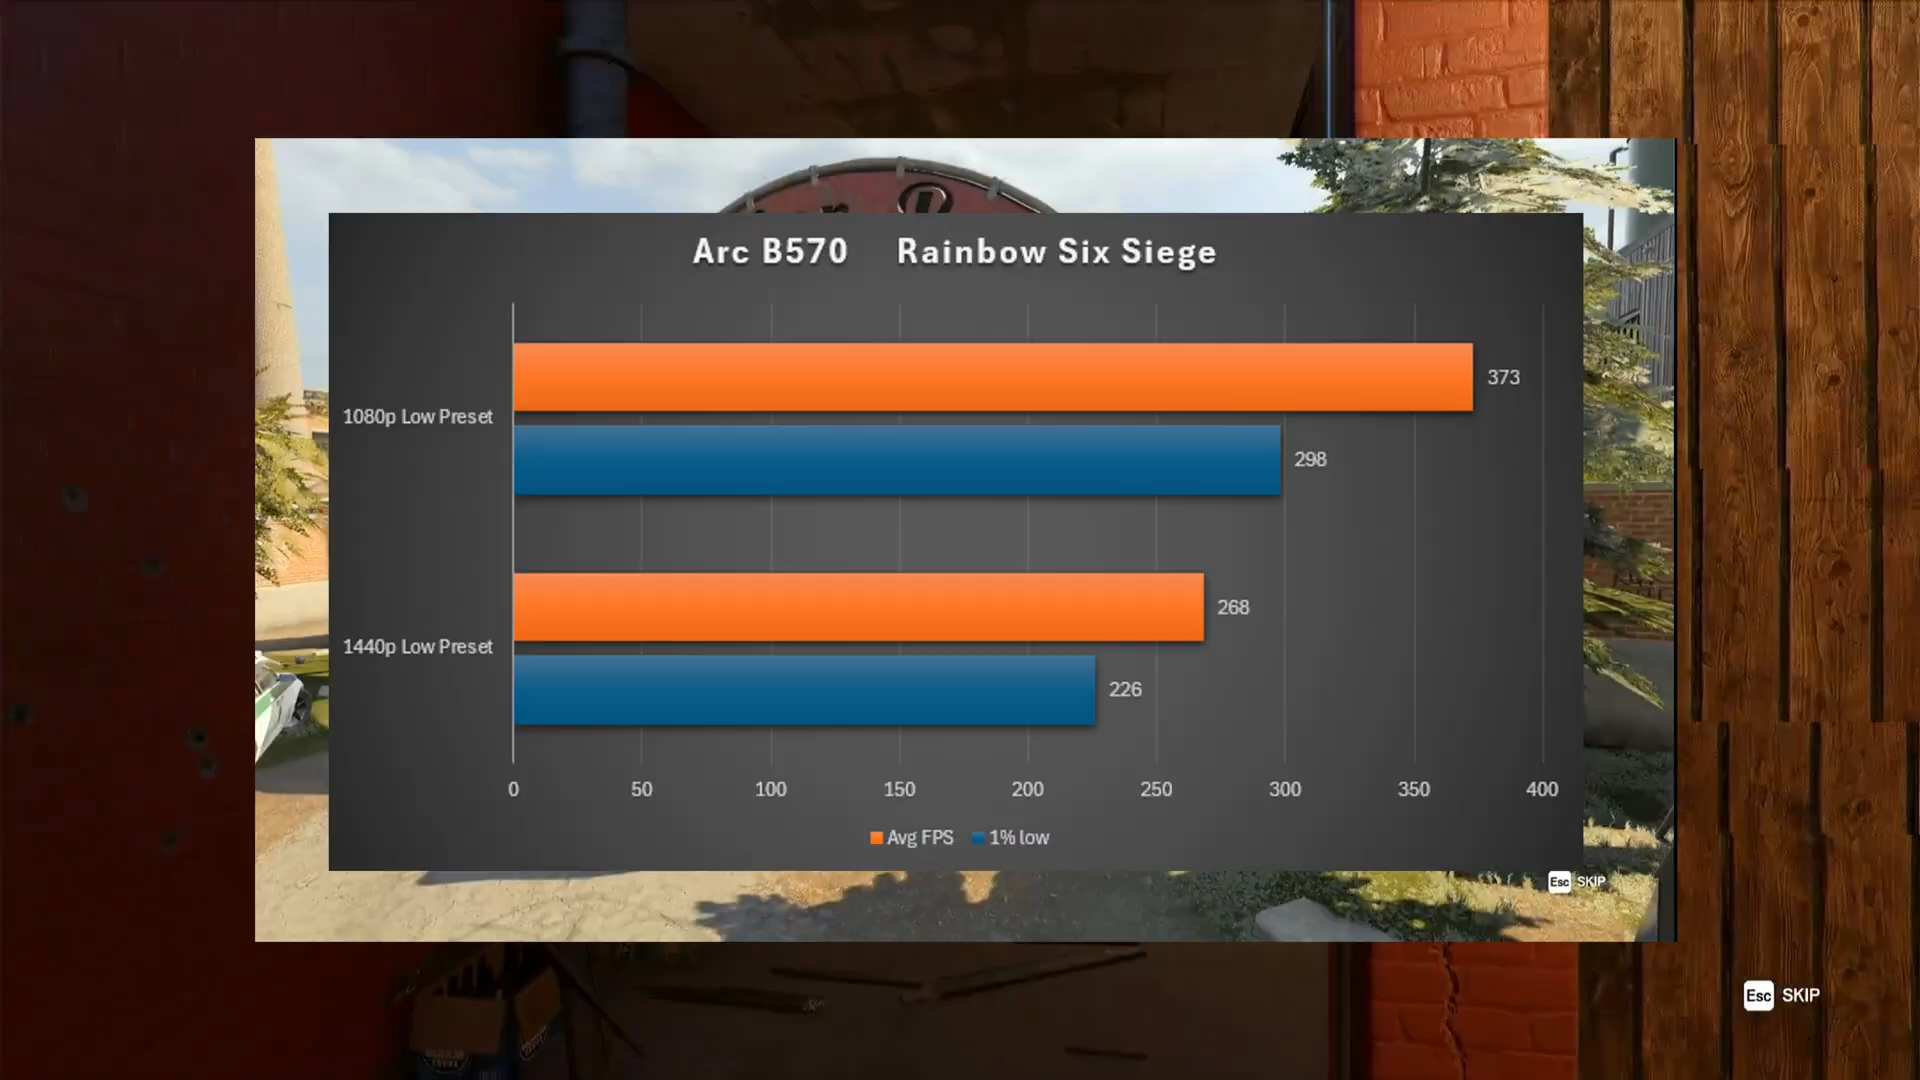 Arc B570 Rainbow Six Siege
373
1080p Low Preset
298
268
1440p Low Preset
226
0 50 100 150 200 250 300 350 400
Avg FPS 1% low
Esc SKIP
Esc SKIP